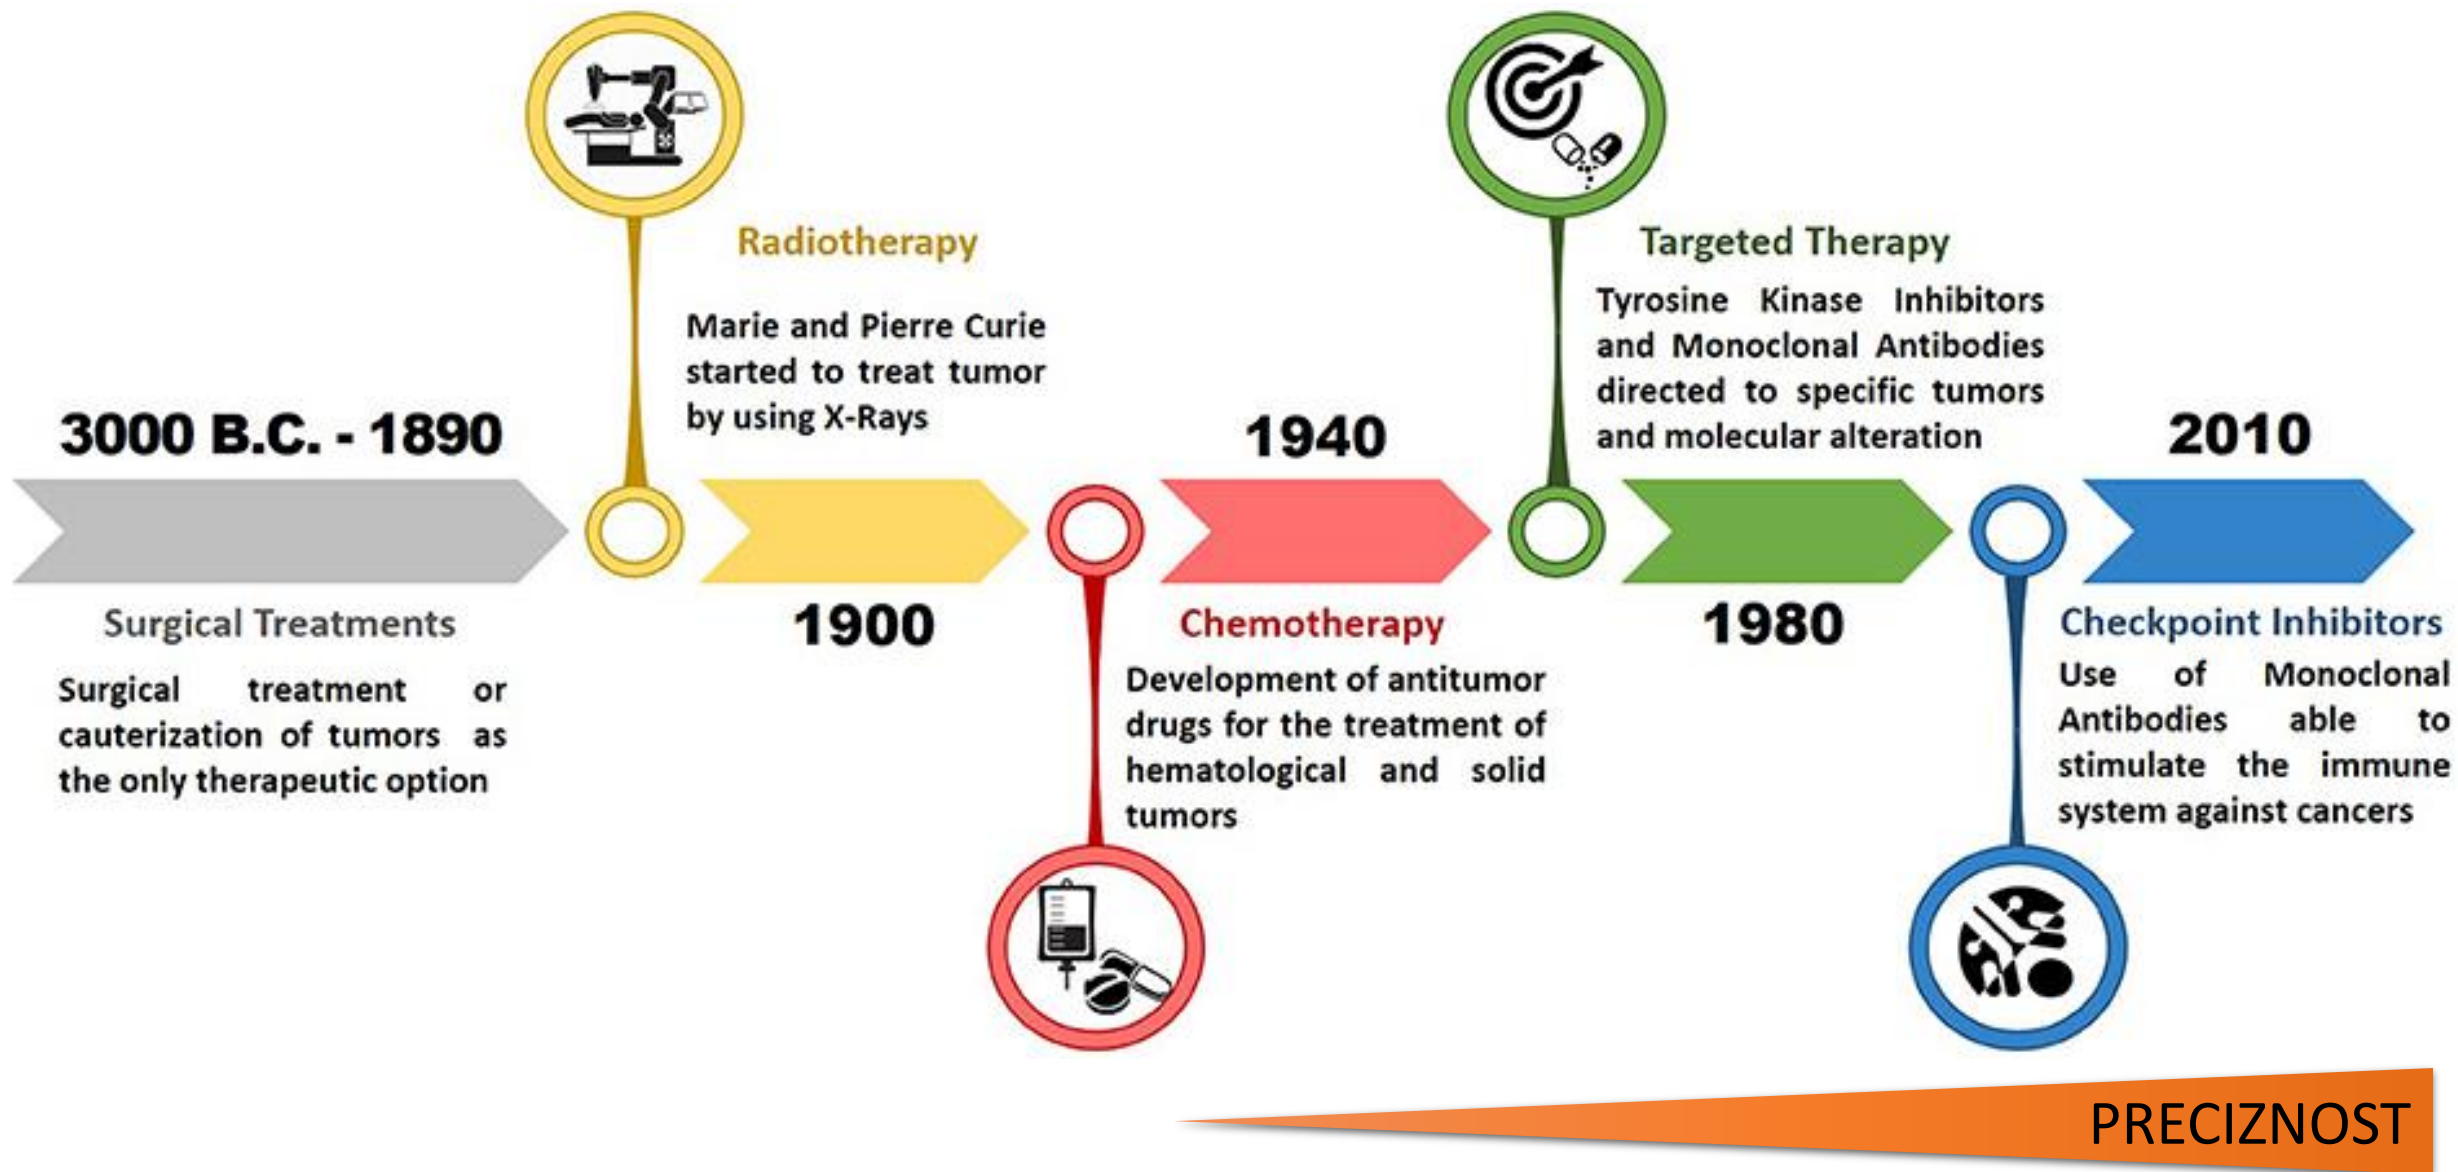 3000 B.C. - 1890
Surgical Treatments
Surgical treatment or
cauterization of tumors as
the only therapeutic option
Radiotherapy
Marie and Pierre Curie
started to treat tumor
by using X-Rays
1900
1940
Chemotherapy
Development of antitumor
drugs for the treatment of
hematological and solid
tumors
Targeted Therapy
Tyrosine Kinase Inhibitors
and Monoclonal Antibodies
directed to specific tumors
and molecular alteration
1980
2010
Checkpoint Inhibitors
Use of Monoclonal
Antibodies able to
stimulate the immune
system against cancers
PRECIZNOST